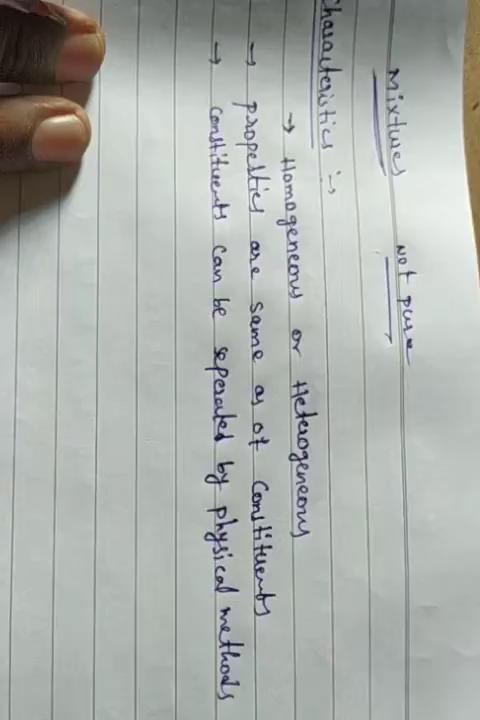 Mixtures not pure
Characteristics :→
→ Homogeneous or Heterogeneous
→ properties are same as of constituents
→ constituents can be seperated by physical methods